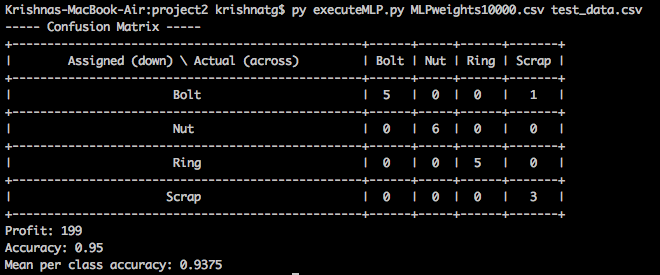 Krishnas-MacBook-Air:project2 krishnatg$ py executeMLP.py MLPweights10000.csv test_data.csv
----- Confusion Matrix -----
| Assigned (down) \ Actual (across) | Bolt | Nut | Ring | Scrap |
| Bolt | 5 | 0 | 0 | 1 |
| Nut | 0 | 6 | 0 | 0 |
| Ring | 0 | 0 | 5 | 0 |
| Scrap | 0 | 0 | 0 | 3 |
Profit: 199
Accuracy: 0.95
Mean per class accuracy: 0.9375